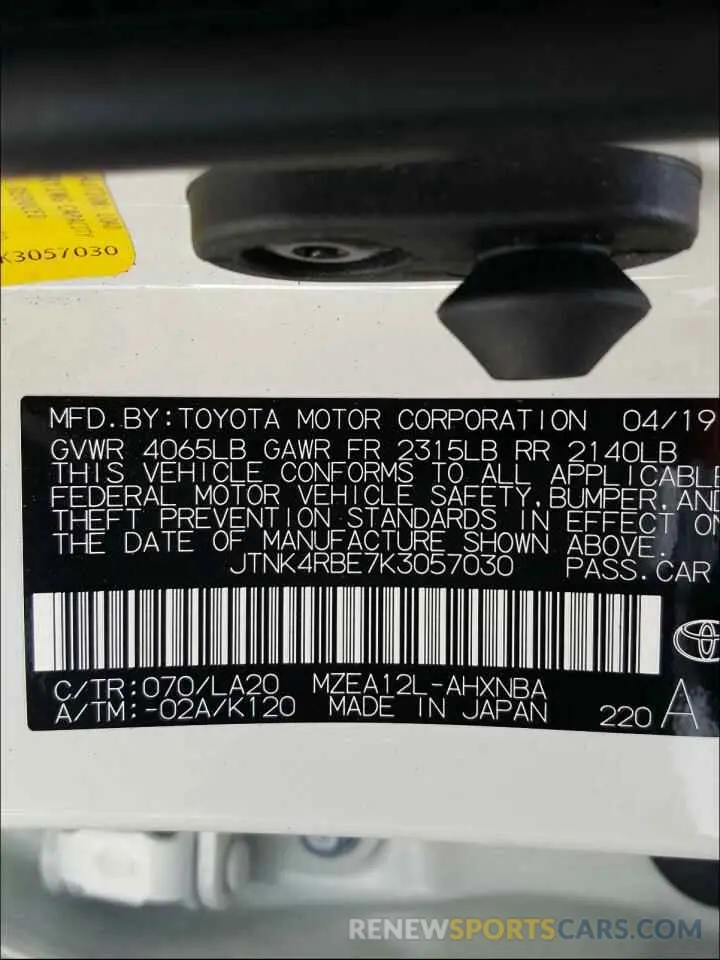 CAPACITY
K3057030
MFD. BY: TOYOTA MOTOR CORPORATION 04/19
GVWR 4065LB GAWR FR 2315LB RR 2140LB
THIS VEHICLE CONFORMS TO ALL APPLICABLE
FEDERAL MOTOR VEHICLE SAFETY, BUMPER, AND
THEFT PREVENTION STANDARDS IN EFFECT ON
THE DATE OF MANUFACTURE SHOWN ABOVE.
JTNK4RBE7K3057030 PASS. CAR
C/TR: 070/LA20 MZEA12L-AHXNBA
A/TM: -02A/K120 MADE IN JAPAN 220 A
RENEWSPORTSCARS.COM